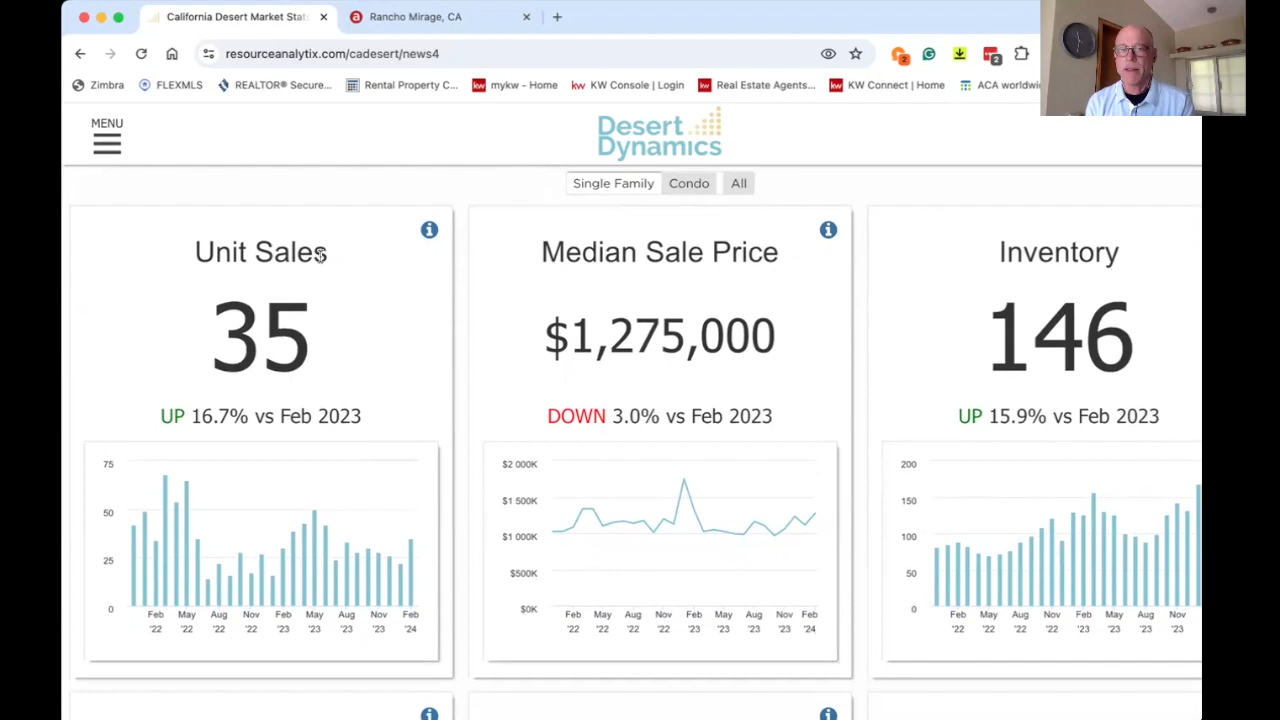 California Desert Market Stat
Rancho Mirage, CA
resourceanalytix.com/cadesert/news4
2
2
Zimbra
FLEXMLS
REALTOR® Secure...
Rental Property C...
kw
mykw - Home
kw
KW Console | Login
kw
Real Estate Agents...
kw
KW Connect | Home
ACA worldwi
MENU
Desert
Dynamics
Single Family
Condo
All
Unit Sales
35
UP 16.7% vs Feb 2023
75
50
25
0
Feb May Aug Nov Feb May Aug Nov Feb
'22 '22 '22 '22 '23 '23 '23 '23 '24
Median Sale Price
$1,275,000
DOWN 3.0% vs Feb 2023
$2 000K
$1 500K
$1 000K
$500K
$0K
Feb May Aug Nov Feb May Aug Nov Feb
'22 '22 '22 '22 '23 '23 '23 '23 '24
Inventory
146
UP 15.9% vs Feb 2023
200
150
100
50
0
Feb May Aug Nov Feb May Aug Nov
'22 '22 '22 '22 '23 '23 '23 '23